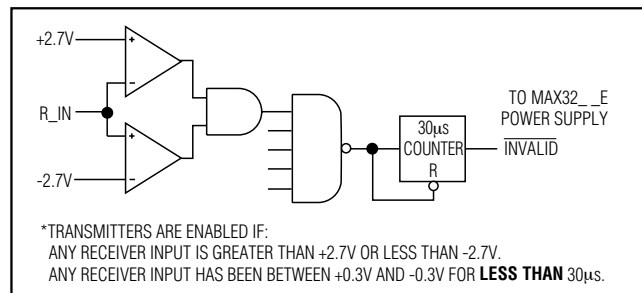 +2.7V
+
-
R_IN
+
-
-2.7V
TO MAX32_ _E
POWER SUPPLY
30μs
COUNTER
R
INVALID
*TRANSMITTERS ARE ENABLED IF:
ANY RECEIVER INPUT IS GREATER THAN +2.7V OR LESS THAN -2.7V.
ANY RECEIVER INPUT HAS BEEN BETWEEN +0.3V AND -0.3V FOR LESS THAN 30μs.